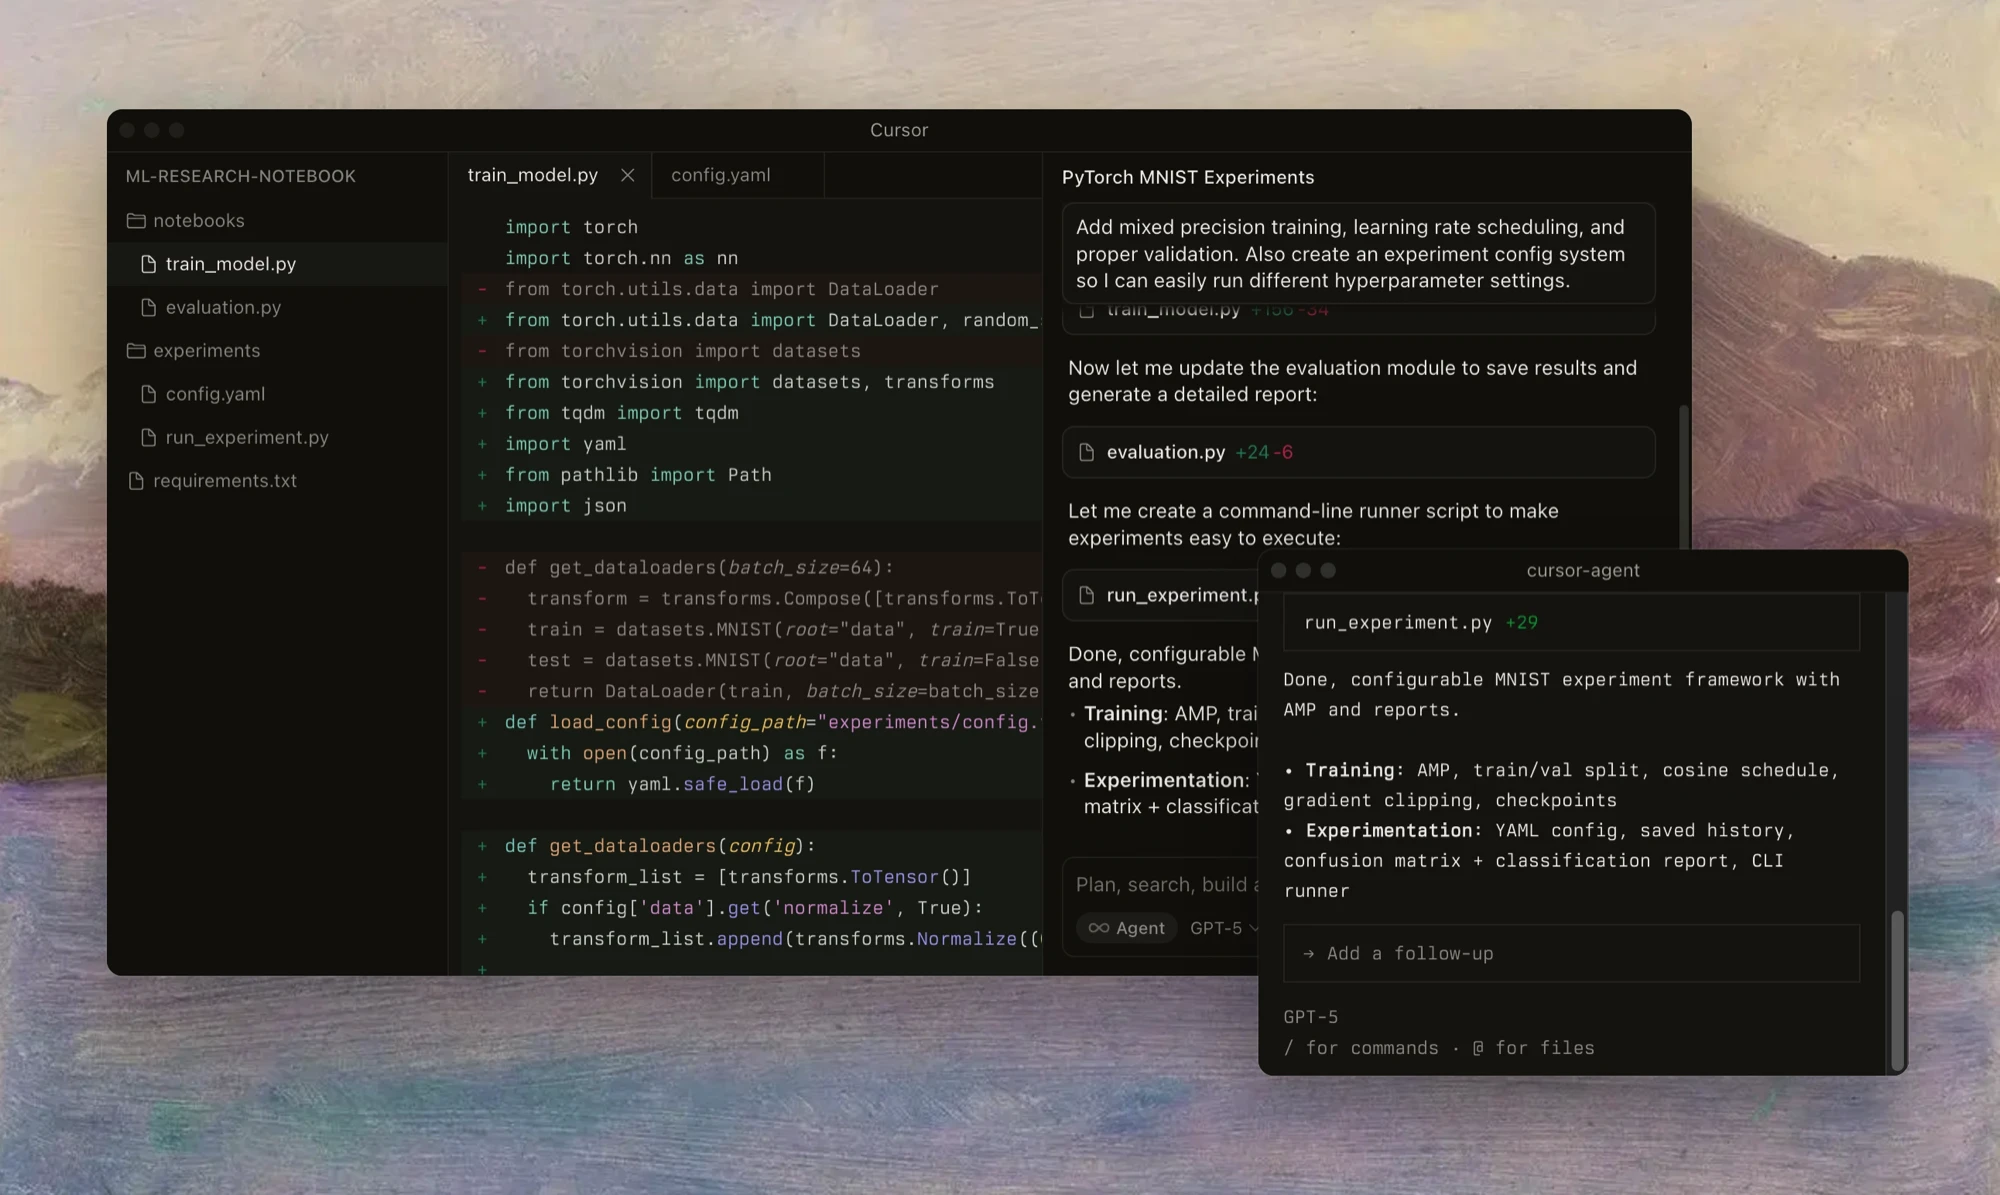 Cursor
ML-RESEARCH-NOTEBOOK
notebooks
train_model.py
evaluation.py
experiments
config.yaml
run_experiment.py
requirements.txt
train_model.py
config.yaml
import torch
import torch.nn as nn
- from torch.utils.data import DataLoader
+ from torch.utils.data import DataLoader, random_
- from torchvision import datasets
+ from torchvision import datasets, transforms
+ from tqdm import tqdm
+ import yaml
+ from pathlib import Path
+ import json
- def get_dataloaders(batch_size=64):
- transform = transforms.Compose([transforms.ToT
- train = datasets.MNIST(root="data", train=True
- test = datasets.MNIST(root="data", train=False
- return DataLoader(train, batch_size=batch_size
+ def load_config(config_path="experiments/config.
+ with open(config_path) as f:
+ return yaml.safe_load(f)
+ def get_dataloaders(config):
+ transform_list = [transforms.ToTensor()]
+ if config['data'].get('normalize', True):
+ transform_list.append(transforms.Normalize((
+
PyTorch MNIST Experiments
Add mixed precision training, learning rate scheduling, and
proper validation. Also create an experiment config system
so I can easily run different hyperparameter settings.
train_model.py +156 -34
Now let me update the evaluation module to save results and
generate a detailed report:
evaluation.py +24 -6
Let me create a command-line runner script to make
experiments easy to execute:
run_experiment.p
Done, configurable M
and reports.
• Training: AMP, trai
clipping, checkpoin
• Experimentation:
matrix + classificat
Plan, search, build a
Agent GPT-5
cursor-agent
run_experiment.py +29
Done, configurable MNIST experiment framework with
AMP and reports.
• Training: AMP, train/val split, cosine schedule,
gradient clipping, checkpoints
• Experimentation: YAML config, saved history,
confusion matrix + classification report, CLI
runner
→ Add a follow-up
GPT-5
/ for commands · @ for files